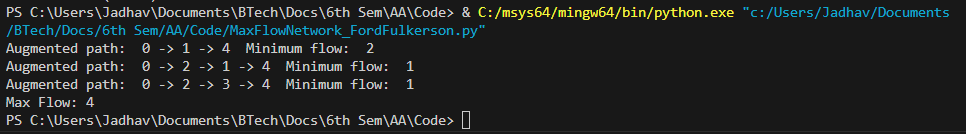 PS C:\Users\Jadhav\Documents\BTech\Docs\6th Sem\AA\Code> & C:/msys64/mingw64/bin/python.exe "c:/Users/Jadhav/Documents
/BTech/Docs/6th Sem/AA/Code/MaxFlowNetwork_FordFulkerson.py"
Augmented path:  0 -> 1 -> 4  Minimum flow:  2
Augmented path:  0 -> 2 -> 1 -> 4  Minimum flow:  1
Augmented path:  0 -> 2 -> 3 -> 4  Minimum flow:  1
Max Flow: 4
PS C:\Users\Jadhav\Documents\BTech\Docs\6th Sem\AA\Code>